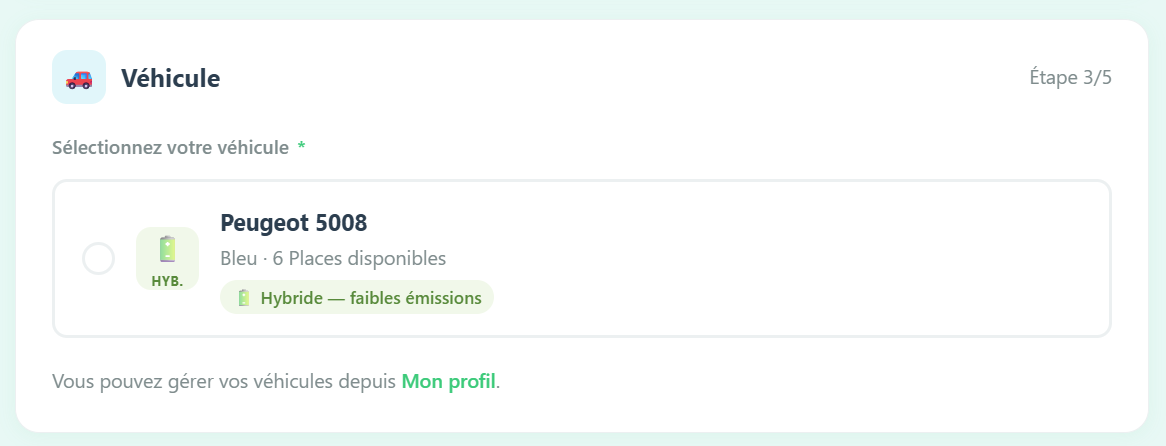 Véhicule
Étape 3/5
Sélectionnez votre véhicule *
Peugeot 5008
Bleu · 6 Places disponibles
HYB.
Hybride — faibles émissions
Vous pouvez gérer vos véhicules depuis Mon profil.